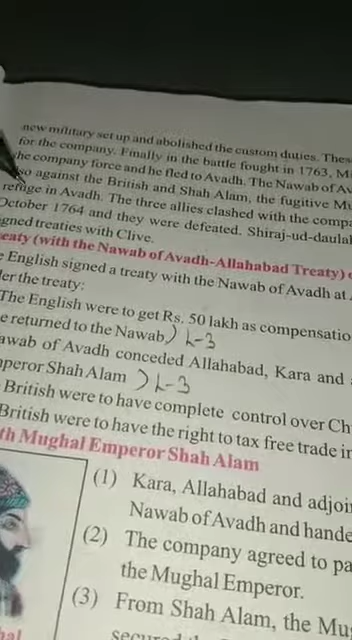 new military set up and abolished the custom duties.
for the company. Finally in the battle fought in 1763,
the company force and he fled to Avadh. The Nawab of
so against the British and Shah Alam, the fugitive
refuge in Avadh. The three allies clashed with the
October 1764 and they were defeated. Shiraj-ud-daulah
gned treaties with Clive.
eaty (with the Nawab of Avadh-Allahabad Treaty)
English signed a treaty with the Nawab of Avadh at
er the treaty:
The English were to get Rs. 50 lakh as compensatio
e returned to the Nawab) L-3
awab of Avadh conceded Allahabad, Kara and
peror Shah Alam ) L-3
British were to have complete control over Ch
British were to have the right to tax free trade in
th Mughal Emperor Shah Alam
(1) Kara, Allahabad and adjoi
Nawab of Avadh and hande
(2) The company agreed to pa
the Mughal Emperor.
(3) From Shah Alam, the Mu
hal